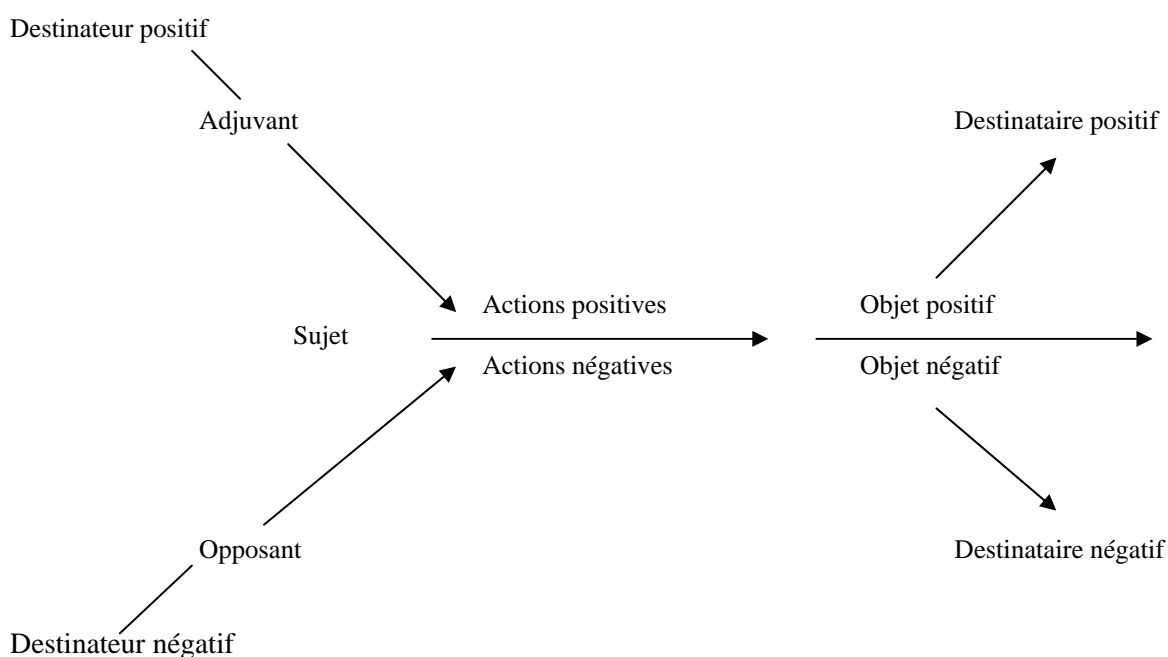 Destinateur positif
Adjuvant
Destinataire positif
Actions positives
Objet positif
Sujet
Actions négatives
Objet négatif
Opposant
Destinataire négatif
Destinateur négatif